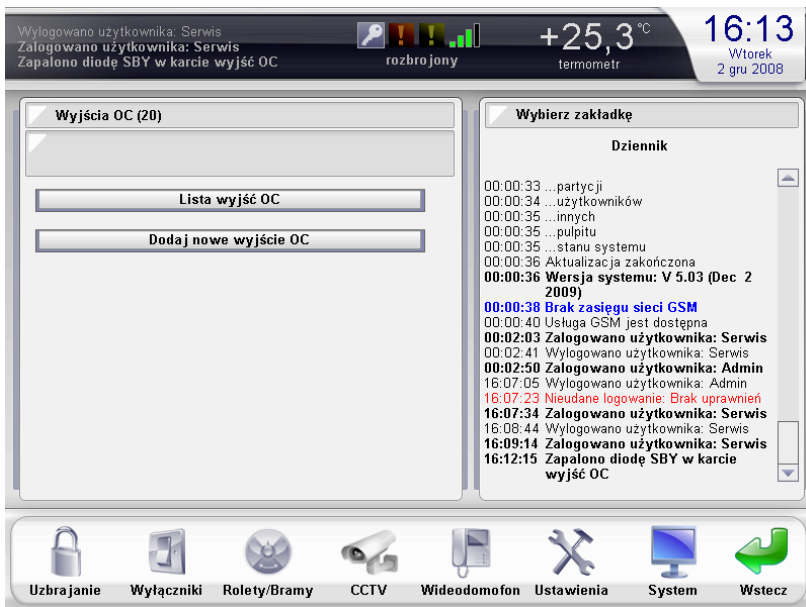 Wylogowano użytkownika: Serwis
Zalogowano użytkownika: Serwis
Zapalono diodę SBY w karcie wyjść OC
rozbrojony
+25,3°C
termometr
16:13
Wtorek
2 gru 2008
Wyjścia OC (20)
Lista wyjść OC
Dodaj nowe wyjście OC
Wybierz zakładkę
Dziennik
00:00:33 ...partycji
00:00:34 ...użytkowników
00:00:35 ...innych
00:00:35 ...pulpitu
00:00:35 ...stanu systemu
00:00:36 Aktualizacja zakończona
00:00:36 Wersja systemu: V 5.03 (Dec 2
2009)
00:00:38 Brak zasięgu sieci GSM
00:00:40 Usługa GSM jest dostępna
00:02:03 Zalogowano użytkownika: Serwis
00:02:41 Wylogowano użytkownika: Serwis
00:02:50 Zalogowano użytkownika: Admin
16:07:05 Wylogowano użytkownika: Admin
16:07:23 Nieudane logowanie: Brak uprawnień
16:07:34 Zalogowano użytkownika: Serwis
16:08:44 Wylogowano użytkownika: Serwis
16:09:14 Zalogowano użytkownika: Serwis
16:12:15 Zapalono diodę SBY w karcie
wyjść OC
Uzbrajanie
Wyłączniki
Rolety/Bramy
CCTV
Wideodomofon
Ustawienia
System
Wstecz